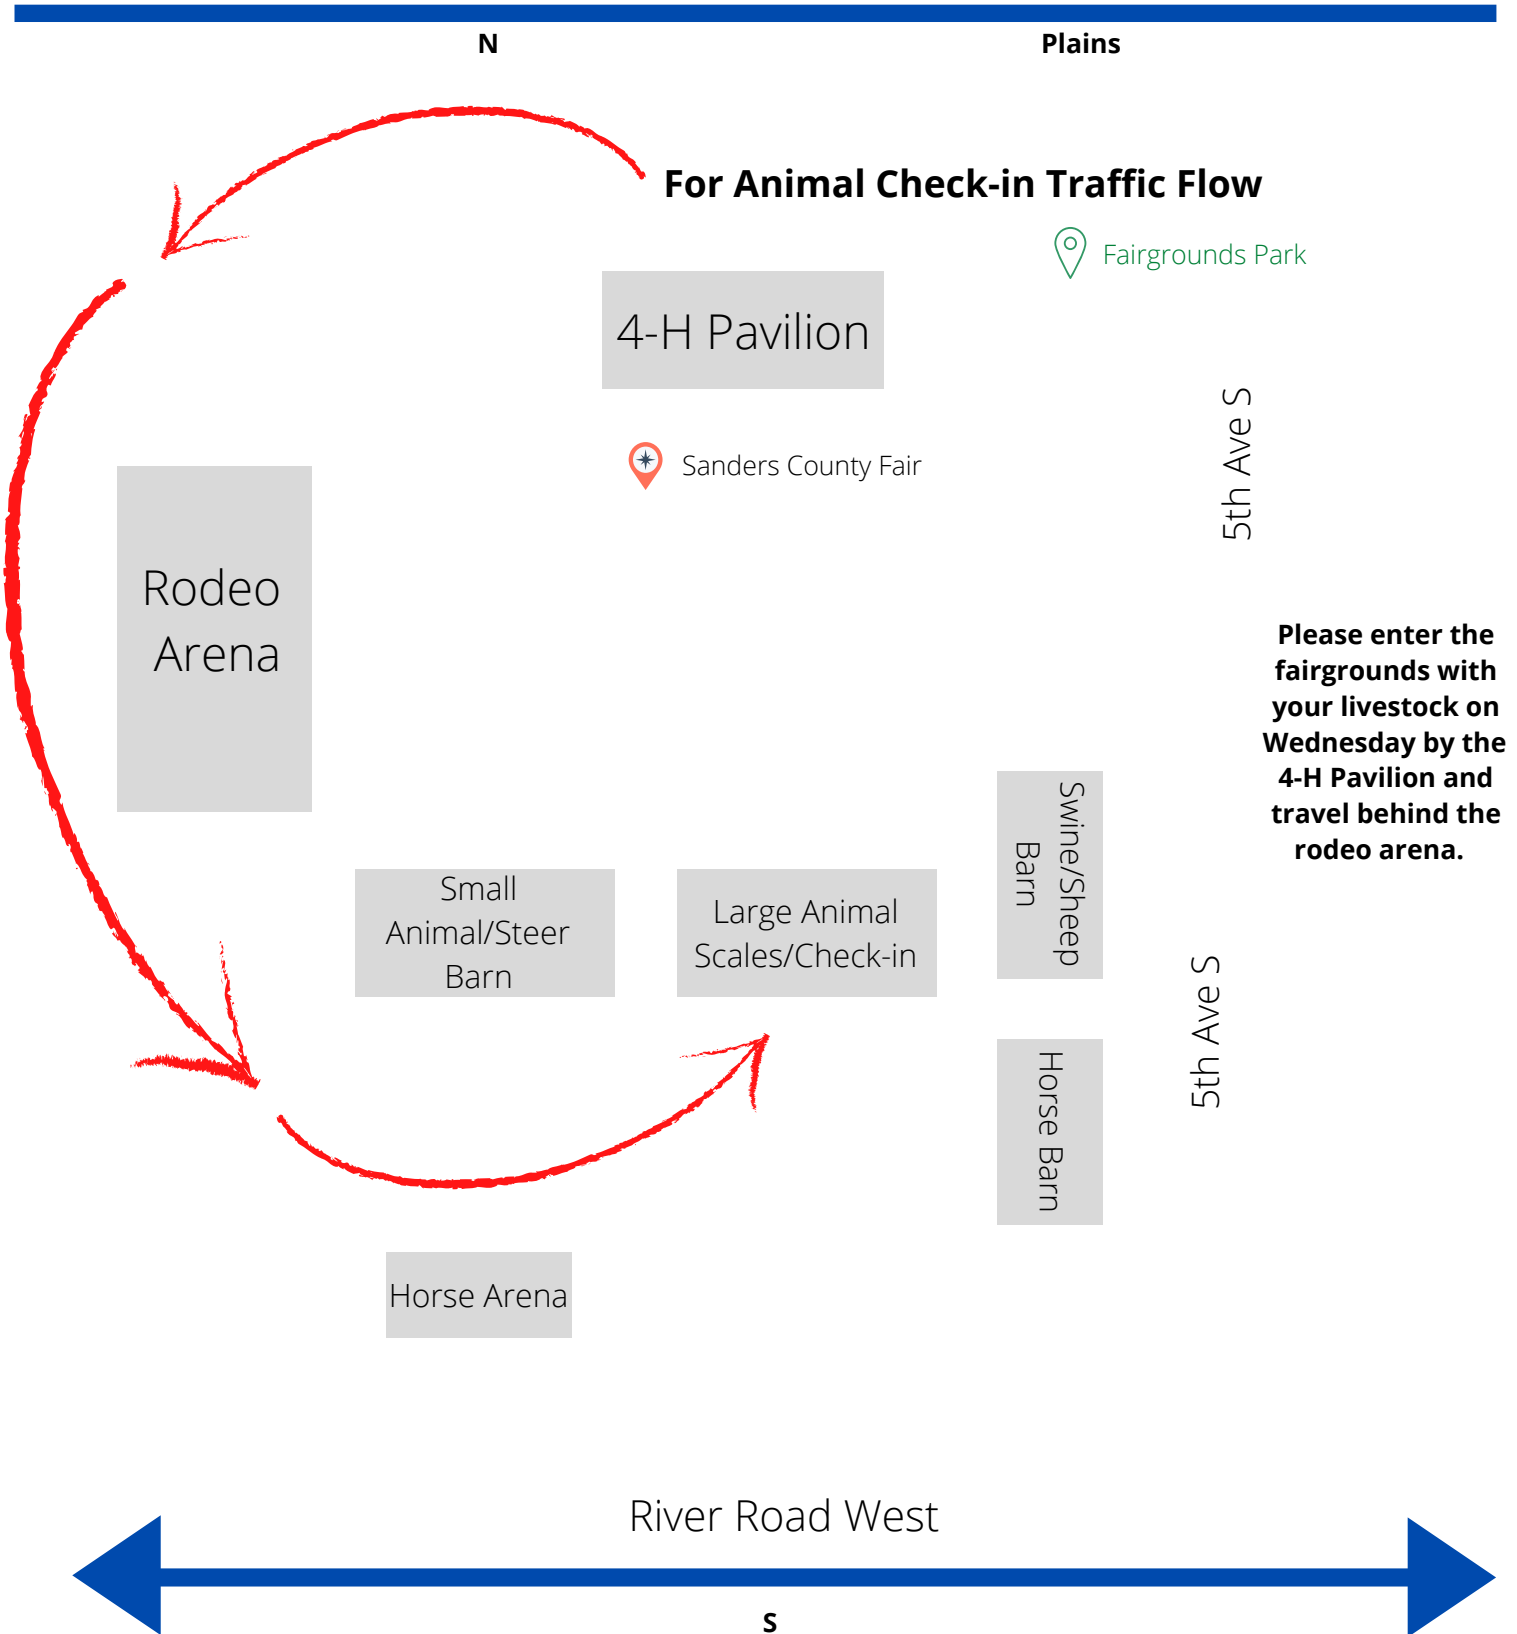 N
Plains
For Animal Check-in Traffic Flow
Fairgrounds Park
4-H Pavilion
5th Ave S
Sanders County Fair
Rodeo
Arena
Please enter the
fairgrounds with
your livestock on
Wednesday by the
4-H Pavilion and
travel behind the
rodeo arena.
Small
Animal/Steer
Barn
Large Animal
Scales/Check-in
Swine/Sheep
Barn
5th Ave S
Horse Barn
Horse Arena
River Road West
S